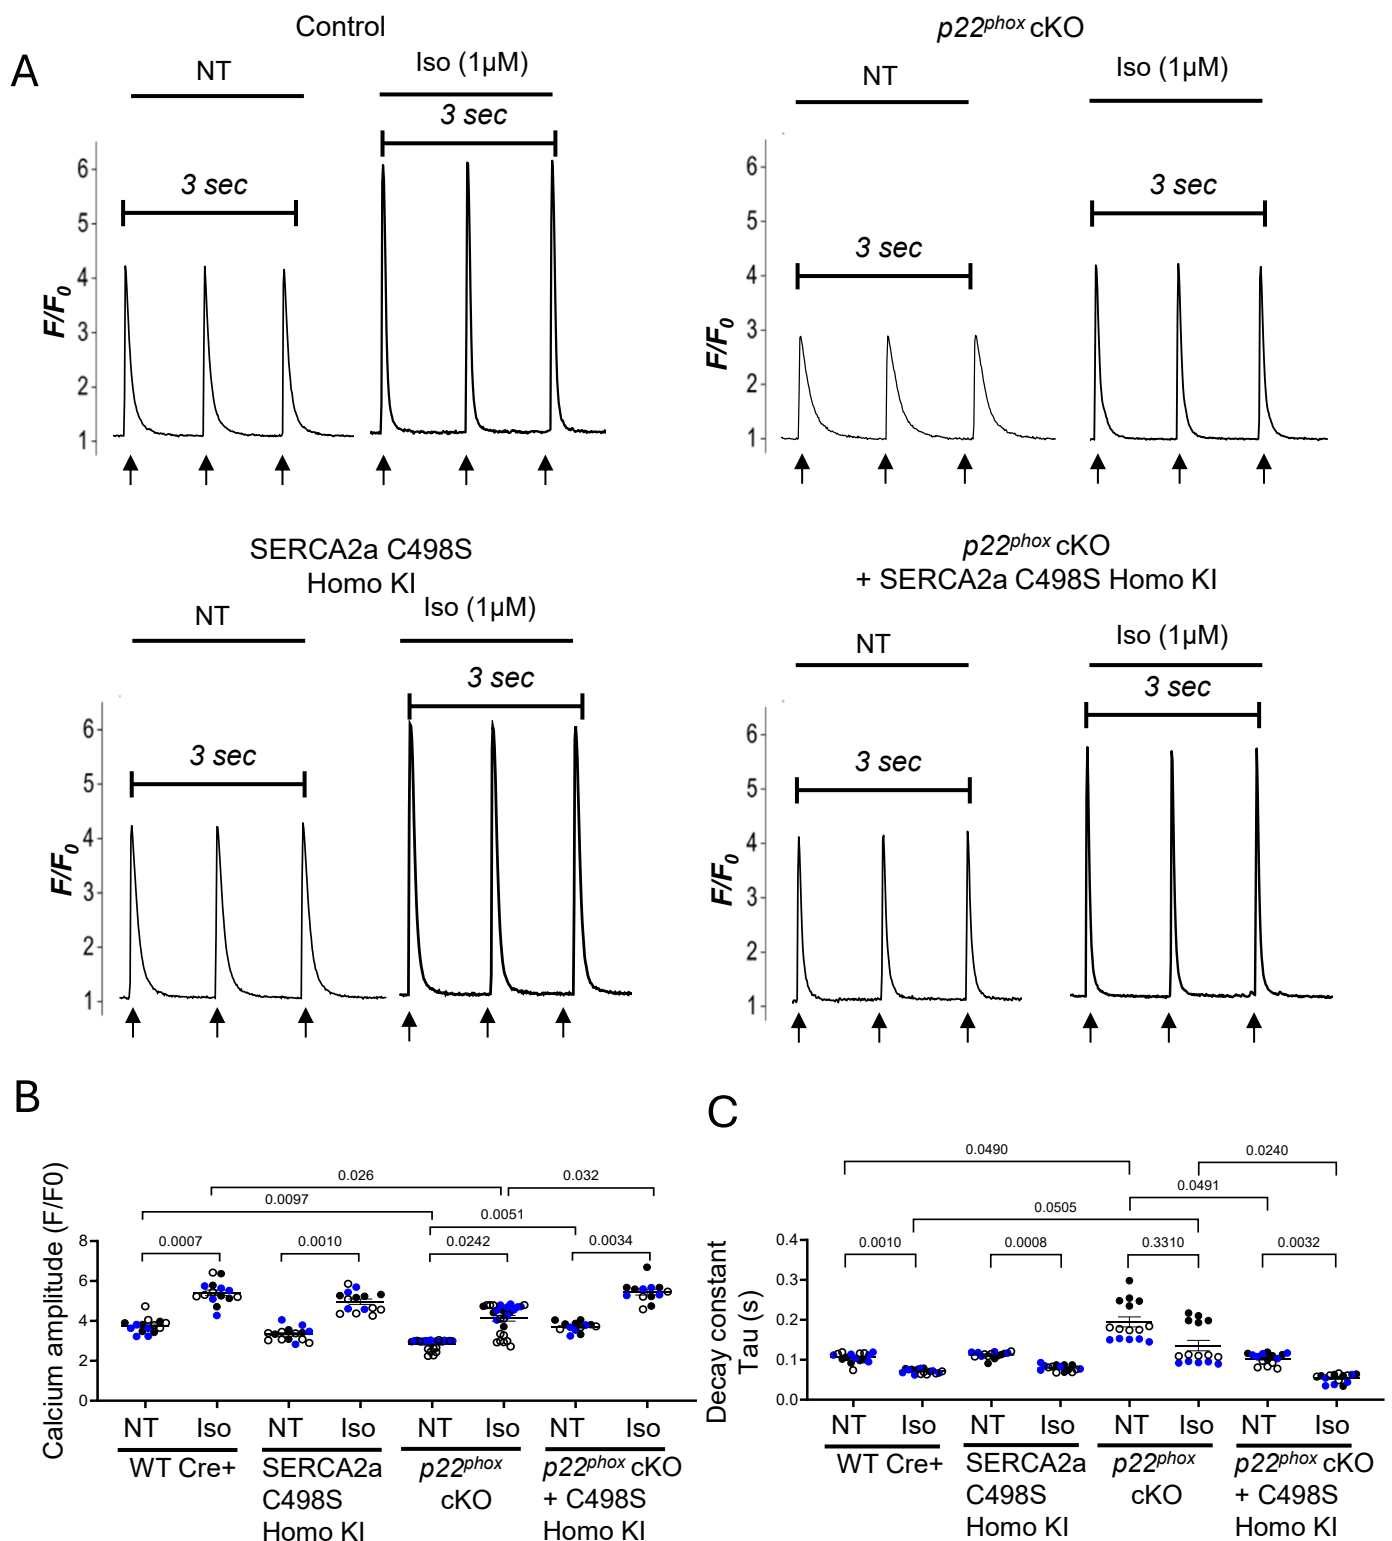 Control
p22phox cKO
A
NT
Iso (1µM)
3 sec
3 sec
F/F0
6
5
4
3
2
1
NT
Iso (1µM)
3 sec
3 sec
F/F0
6
5
4
3
2
1
SERCA2a C498S
Homo KI
NT
Iso (1µM)
3 sec
3 sec
F/F0
6
5
4
3
2
1
p22phox cKO
+ SERCA2a C498S Homo KI
NT
Iso (1µM)
3 sec
3 sec
F/F0
6
5
4
3
2
1
B
Calcium amplitude (F/F0)
8
6
4
2
0
0.026
0.032
0.0097
0.0051
0.0007
0.0010
0.0242
0.0034
NT
Iso
NT
Iso
NT
Iso
NT
Iso
WT Cre+
SERCA2a
C498S
Homo KI
p22phox
cKO
p22phox cKO
+ C498S
Homo KI
C
Decay constant
Tau (s)
0.4
0.3
0.2
0.1
0.0
0.0490
0.0240
0.0491
0.0505
0.0010
0.0008
0.3310
0.0032
NT
Iso
NT
Iso
NT
Iso
NT
Iso
WT Cre+
SERCA2a
C498S
Homo KI
p22phox
cKO
p22phox cKO
+ C498S
Homo KI